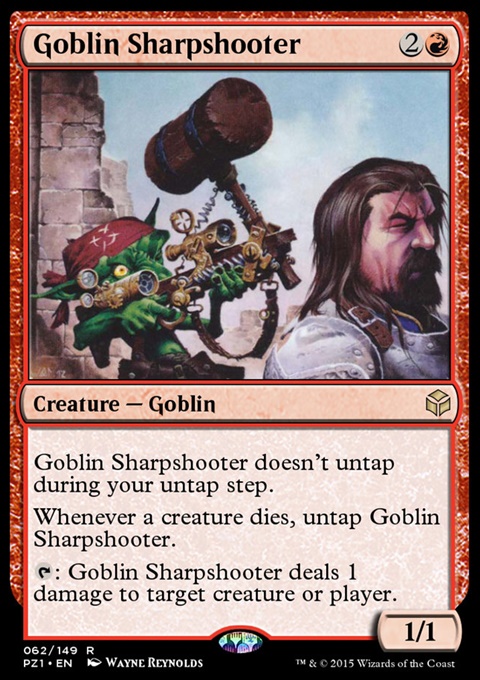 Goblin Sharpshooter 2
Creature — Goblin
Goblin Sharpshooter doesn't untap
during your untap step.
Whenever a creature dies, untap Goblin
Sharpshooter.
: Goblin Sharpshooter deals 1
damage to target creature or player.
1/1
062/149 R
PZ1 • EN Wayne Reynolds
™ & © 2015 Wizards of the Coast